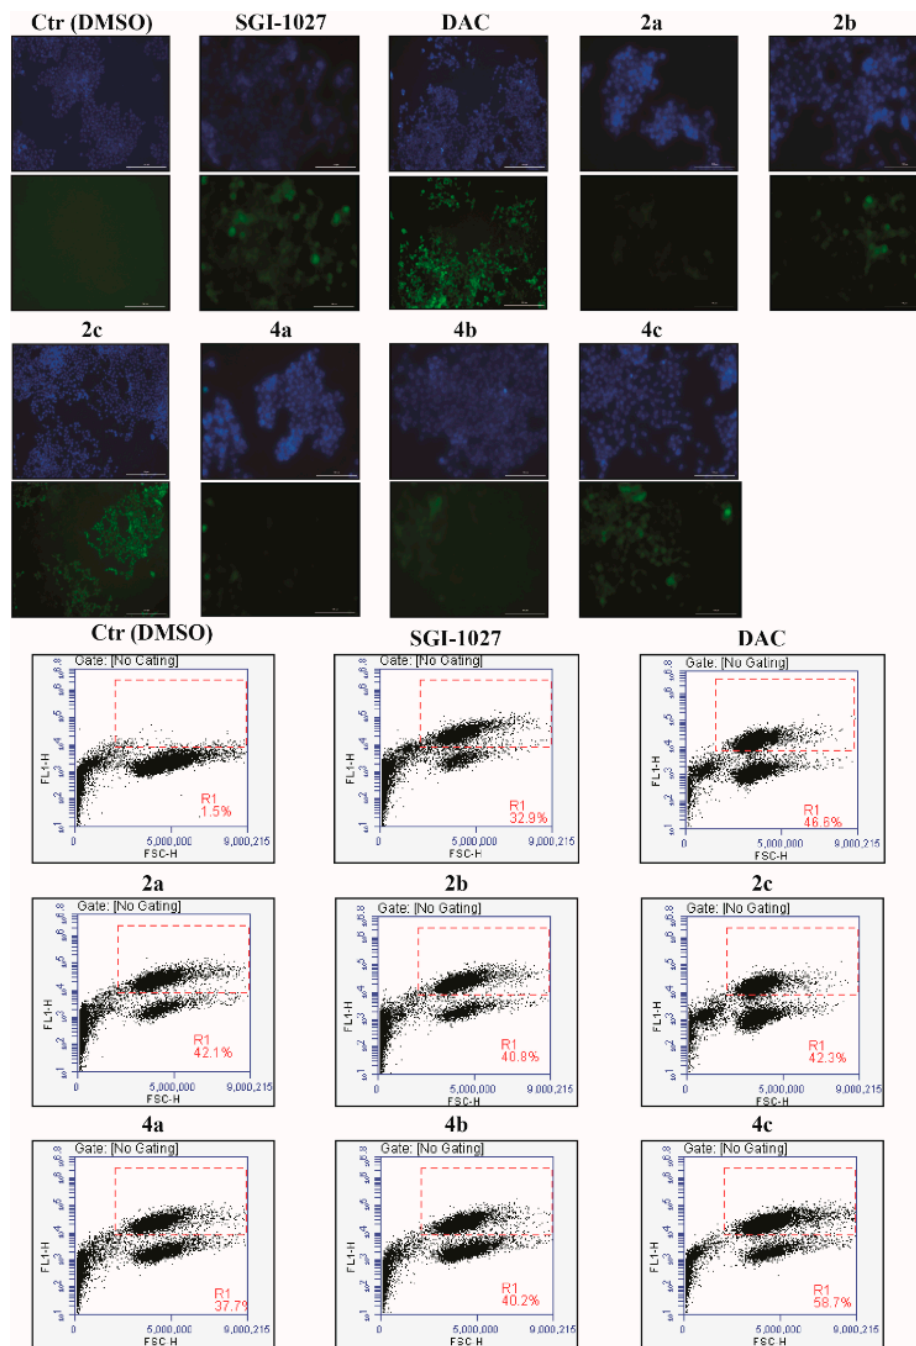 Ctr (DMSO) SGI-1027 DAC 2a 2b
2c 4a 4b 4c
Ctr (DMSO) SGI-1027 DAC
Gate: [No Gating] Gate: [No Gating] Gate: [No Gating]
FL1-H FL1-H FL1-H
R1 R1 R1
1.5% 32.9% 46.6%
0 5,000,000 9,000,215 0 5,000,000 9,000,215 0 5,000,000 9,000,215
FSC-H FSC-H FSC-H
2a 2b 2c
Gate: [No Gating] Gate: [No Gating] Gate: [No Gating]
FL1-H FL1-H FL1-H
R1 R1 R1
42.1% 40.8% 42.3%
0 5,000,000 9,000,215 0 5,000,000 9,000,215 0 5,000,000 9,000,215
FSC-H FSC-H FSC-H
4a 4b 4c
Gate: [No Gating] Gate: [No Gating] Gate: [No Gating]
FL1-H FL1-H FL1-H
R1 R1 R1
37.7% 40.2% 58.7%
0 5,000,000 9,000,215 0 5,000,000 9,000,215 0 5,000,000 9,000,215
FSC-H FSC-H FSC-H